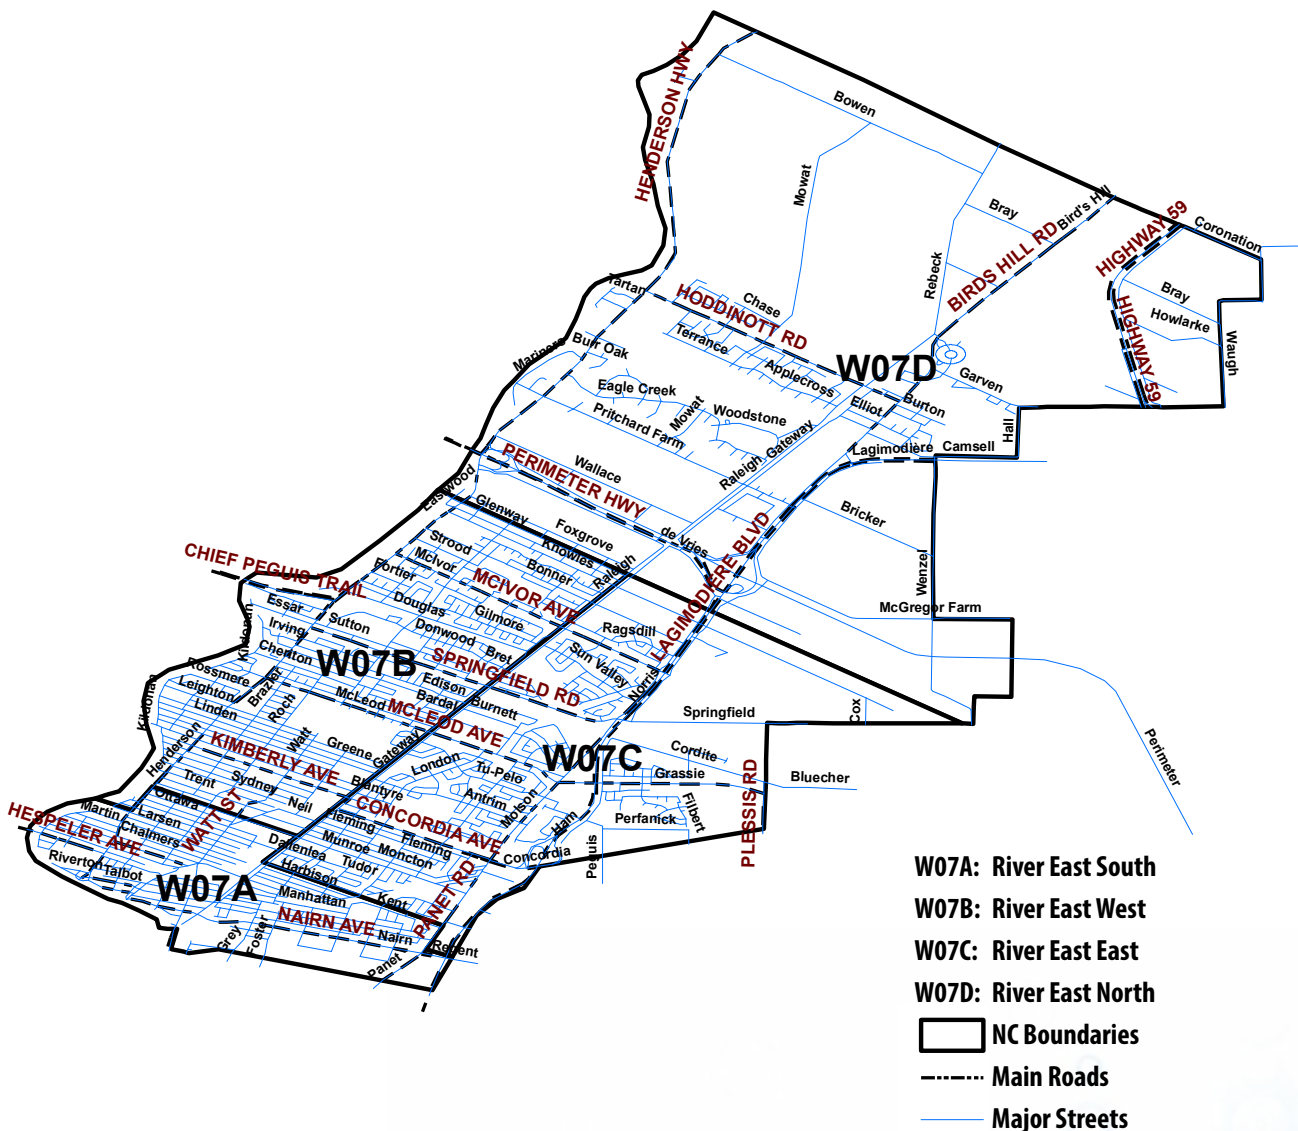 HENDERSON HWY
Bowen
Mowat
Bray
Bird's Hill
BIRDS HILL RD
Rebeck
HIGHWAY 59
Coronation
Bray
Howlarke
HIGHWAY 59
Waugh
Tartan
HODDINOTT RD
Chase
Terrance
Applecross
W07D
Garven
Burton
Elliot
Hall
Mariners
Burr Oak
Eagle Creek
Mowat
Woodstone
Pritchard Farm
Raleigh
Gateway
Lagimodière
Camsell
PERIMETER HWY
Wallace
Bricker
Eastwood
Glenway
Foxgrove
Knowles
de Vries
Raleigh
LAGIMODIERE BLVD
Wenzel
McGregor Farm
Strood
McIvor
Bonner
MCIVOR AVE
CHIEF PEGUIS TRAIL
Fortier
Douglas
Gilmore
Ragsdill
Essar
Sutton
Donwood
Bret
Sun Valley
Kildonan
Irving
Chenton
W07B
SPRINGFIELD RD
Norris
Rossmere
Brazier
Edison
Leighton
Roch
McLeod
Bardal
Burnett
Springfield
Cox
Kildonan
Linden
MCLEOD AVE
Henderson
Watt
Greene
Gateway
W07C
Cordite
Perimeter
KIMBERLY AVE
London
Tu-Pelo
Grassie
Bluecher
PLESSIS RD
Trent
Sydney
Blantyre
Antrim
Molson
Filbert
Ottawa
Neil
CONCORDIA AVE
Ham
Perfanick
HESPELER AVE
Martin
Larsen
WATT ST
Fleming
Fleming
Chalmers
Munroe
Moncton
Concordia
Peguis
Riverton
Talbot
Dallenlea
Tudor
Harbison
W07A
Manhattan
Kent
PANET RD
NAIRN AVE
Nairn
Regent
Grey
Foster
Panet
W07A: River East South
W07B: River East West
W07C: River East East
W07D: River East North
NC Boundaries
Main Roads
Major Streets